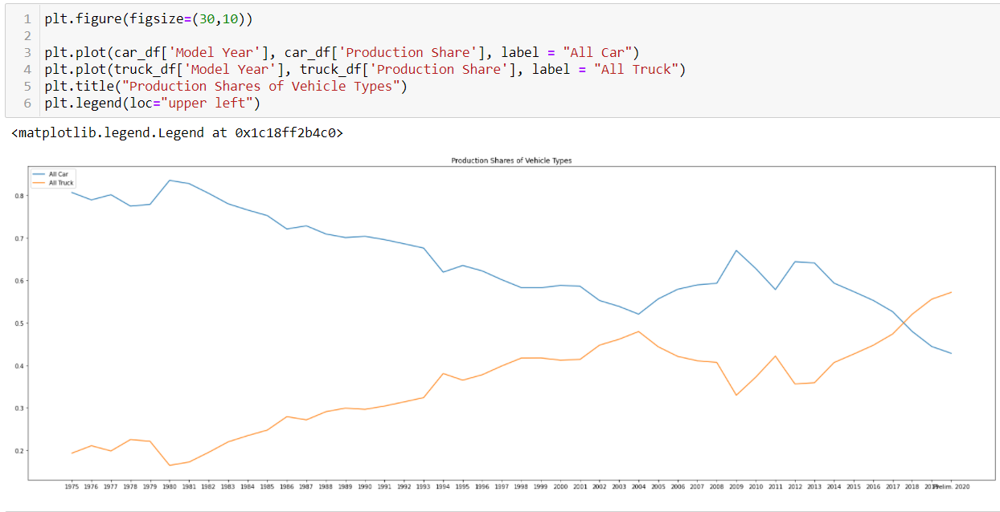 1 plt.figure(figsize=(30,10))
2
3 plt.plot(car_df['Model Year'], car_df['Production Share'], label = "All Car")
4 plt.plot(truck_df['Model Year'], truck_df['Production Share'], label = "All Truck")
5 plt.title("Production Shares of Vehicle Types")
6 plt.legend(loc="upper left")
<matplotlib.legend.Legend at 0x1c18ff2b4c0>
Production Shares of Vehicle Types
All Car
All Truck
0.8
0.7
0.6
0.5
0.4
0.3
0.2
1975 1976 1977 1978 1979 1980 1981 1982 1983 1984 1985 1986 1987 1988 1989 1990 1991 1992 1993 1994 1995 1996 1997 1998 1999 2000 2001 2002 2003 2004 2005 2006 2007 2008 2009 2010 2011 2012 2013 2014 2015 2016 2017 2018 2019 Prelim. 2020